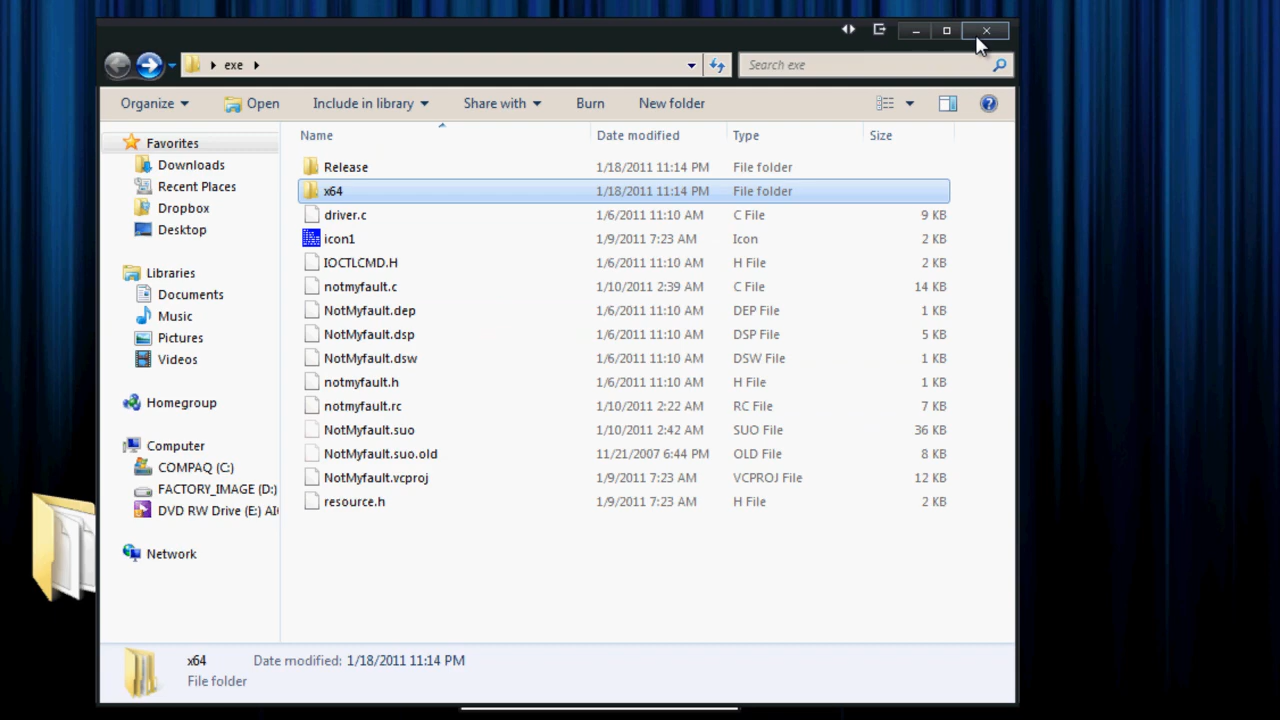 exe
Search exe
Organize Open Include in library Share with Burn New folder
Favorites
Downloads
Recent Places
Dropbox
Desktop
Libraries
Documents
Music
Pictures
Videos
Homegroup
Computer
COMPAQ (C:)
FACTORY_IMAGE (D:)
DVD RW Drive (E:) AI
Network
Name Date modified Type Size
Release 1/18/2011 11:14 PM File folder
x64 1/18/2011 11:14 PM File folder
driver.c 1/6/2011 11:10 AM C File 9 KB
icon1 1/9/2011 7:23 AM Icon 2 KB
IOCTLCMD.H 1/6/2011 11:10 AM H File 2 KB
notmyfault.c 1/10/2011 2:39 AM C File 14 KB
NotMyfault.dep 1/6/2011 11:10 AM DEP File 1 KB
NotMyfault.dsp 1/6/2011 11:10 AM DSP File 5 KB
NotMyfault.dsw 1/6/2011 11:10 AM DSW File 1 KB
notmyfault.h 1/6/2011 11:10 AM H File 1 KB
notmyfault.rc 1/10/2011 2:22 AM RC File 7 KB
NotMyfault.suo 1/10/2011 2:42 AM SUO File 36 KB
NotMyfault.suo.old 11/21/2007 6:44 PM OLD File 8 KB
NotMyfault.vcproj 1/9/2011 7:23 AM VCPROJ File 12 KB
resource.h 1/9/2011 7:23 AM H File 2 KB
x64 Date modified: 1/18/2011 11:14 PM
File folder